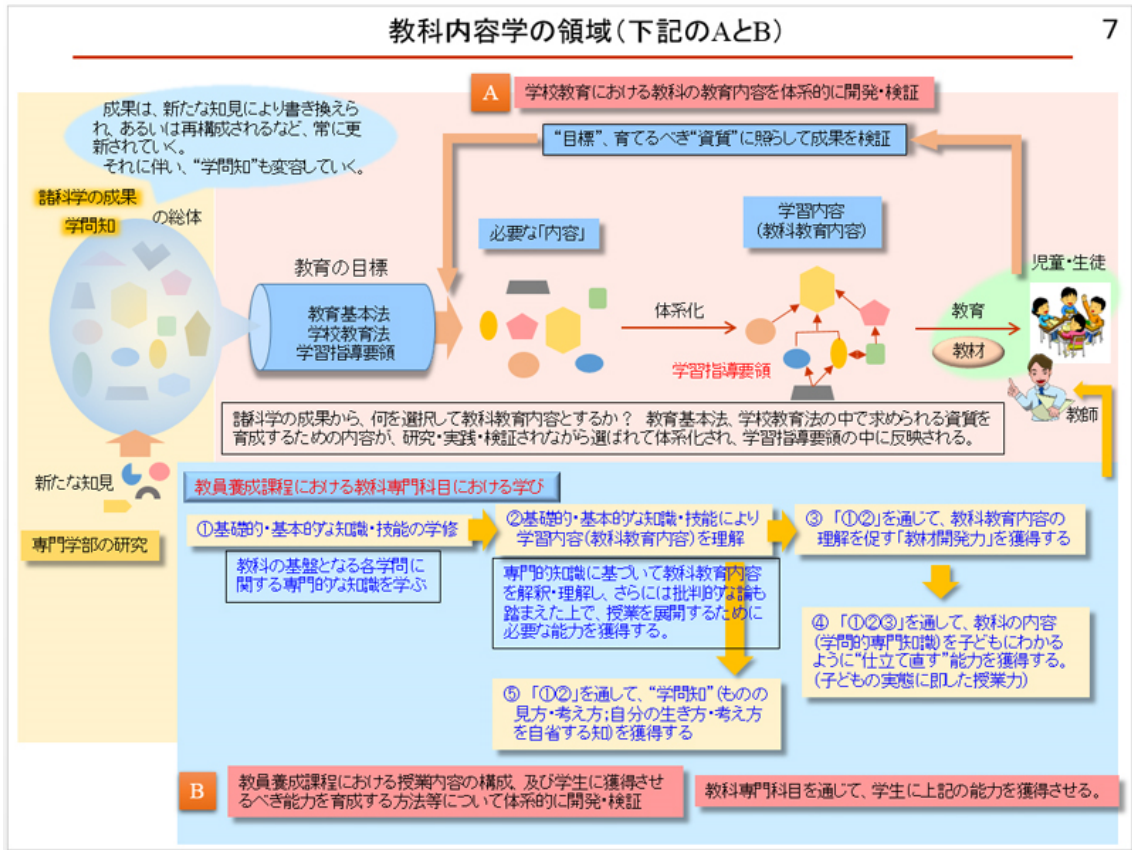 教科内容学の領域(下記のAとB)
7
A
学校教育における教科の教育内容を体系的に開発・検証
成果は、新たな知見により書き換えら
れ、あるいは再構成されるなど、常に更
新されていく。
それに伴い、“学問知”も変容していく。
“目標”、育てるべき“資質”に照らして成果を検証
諸科学の成果
学問知
の総体
必要な「内容」
学習内容
(教科教育内容)
教育の目標
教育基本法
学校教育法
学習指導要領
体系化
学習指導要領
教育
教材
児童・生徒
教師
諸科学の成果から、何を選択して教科教育内容とするか? 教育基本法、学校教育法の中で求められる資質を
育成するための内容が、研究・実践・検証されながら選ばれて体系化され、学習指導要領の中に反映される。
新たな知見
専門学部の研究
教員養成課程における教科専門科目における学び
①基礎的・基本的な知識・技能の学修
教科の基盤となる各学問に
関する専門的な知識を学ぶ
②基礎的・基本的な知識・技能により
学習内容(教科教育内容)を理解
専門的知識に基づいて教科教育内容
を解釈・理解し、さらには批判的な論も
踏まえた上で、授業を展開するために
必要な能力を獲得する。
③「①②」を通じて、教科教育内容の
理解を促す「教材開発力」を獲得する
④「①②③」を通して、教科の内容
(学問的専門知識)を子どもにわかる
ように“仕立て直す”能力を獲得する。
(子どもの実態に即した授業力)
⑤「①②」を通して、“学問知”(ものの
見方・考え方;自分の生き方・考え方
を自省する知)を獲得する
B
教員養成課程における授業内容の構成、及び学生に獲得させ
るべき能力を育成する方法等について体系的に開発・検証
教科専門科目を通じて、学生に上記の能力を獲得させる。